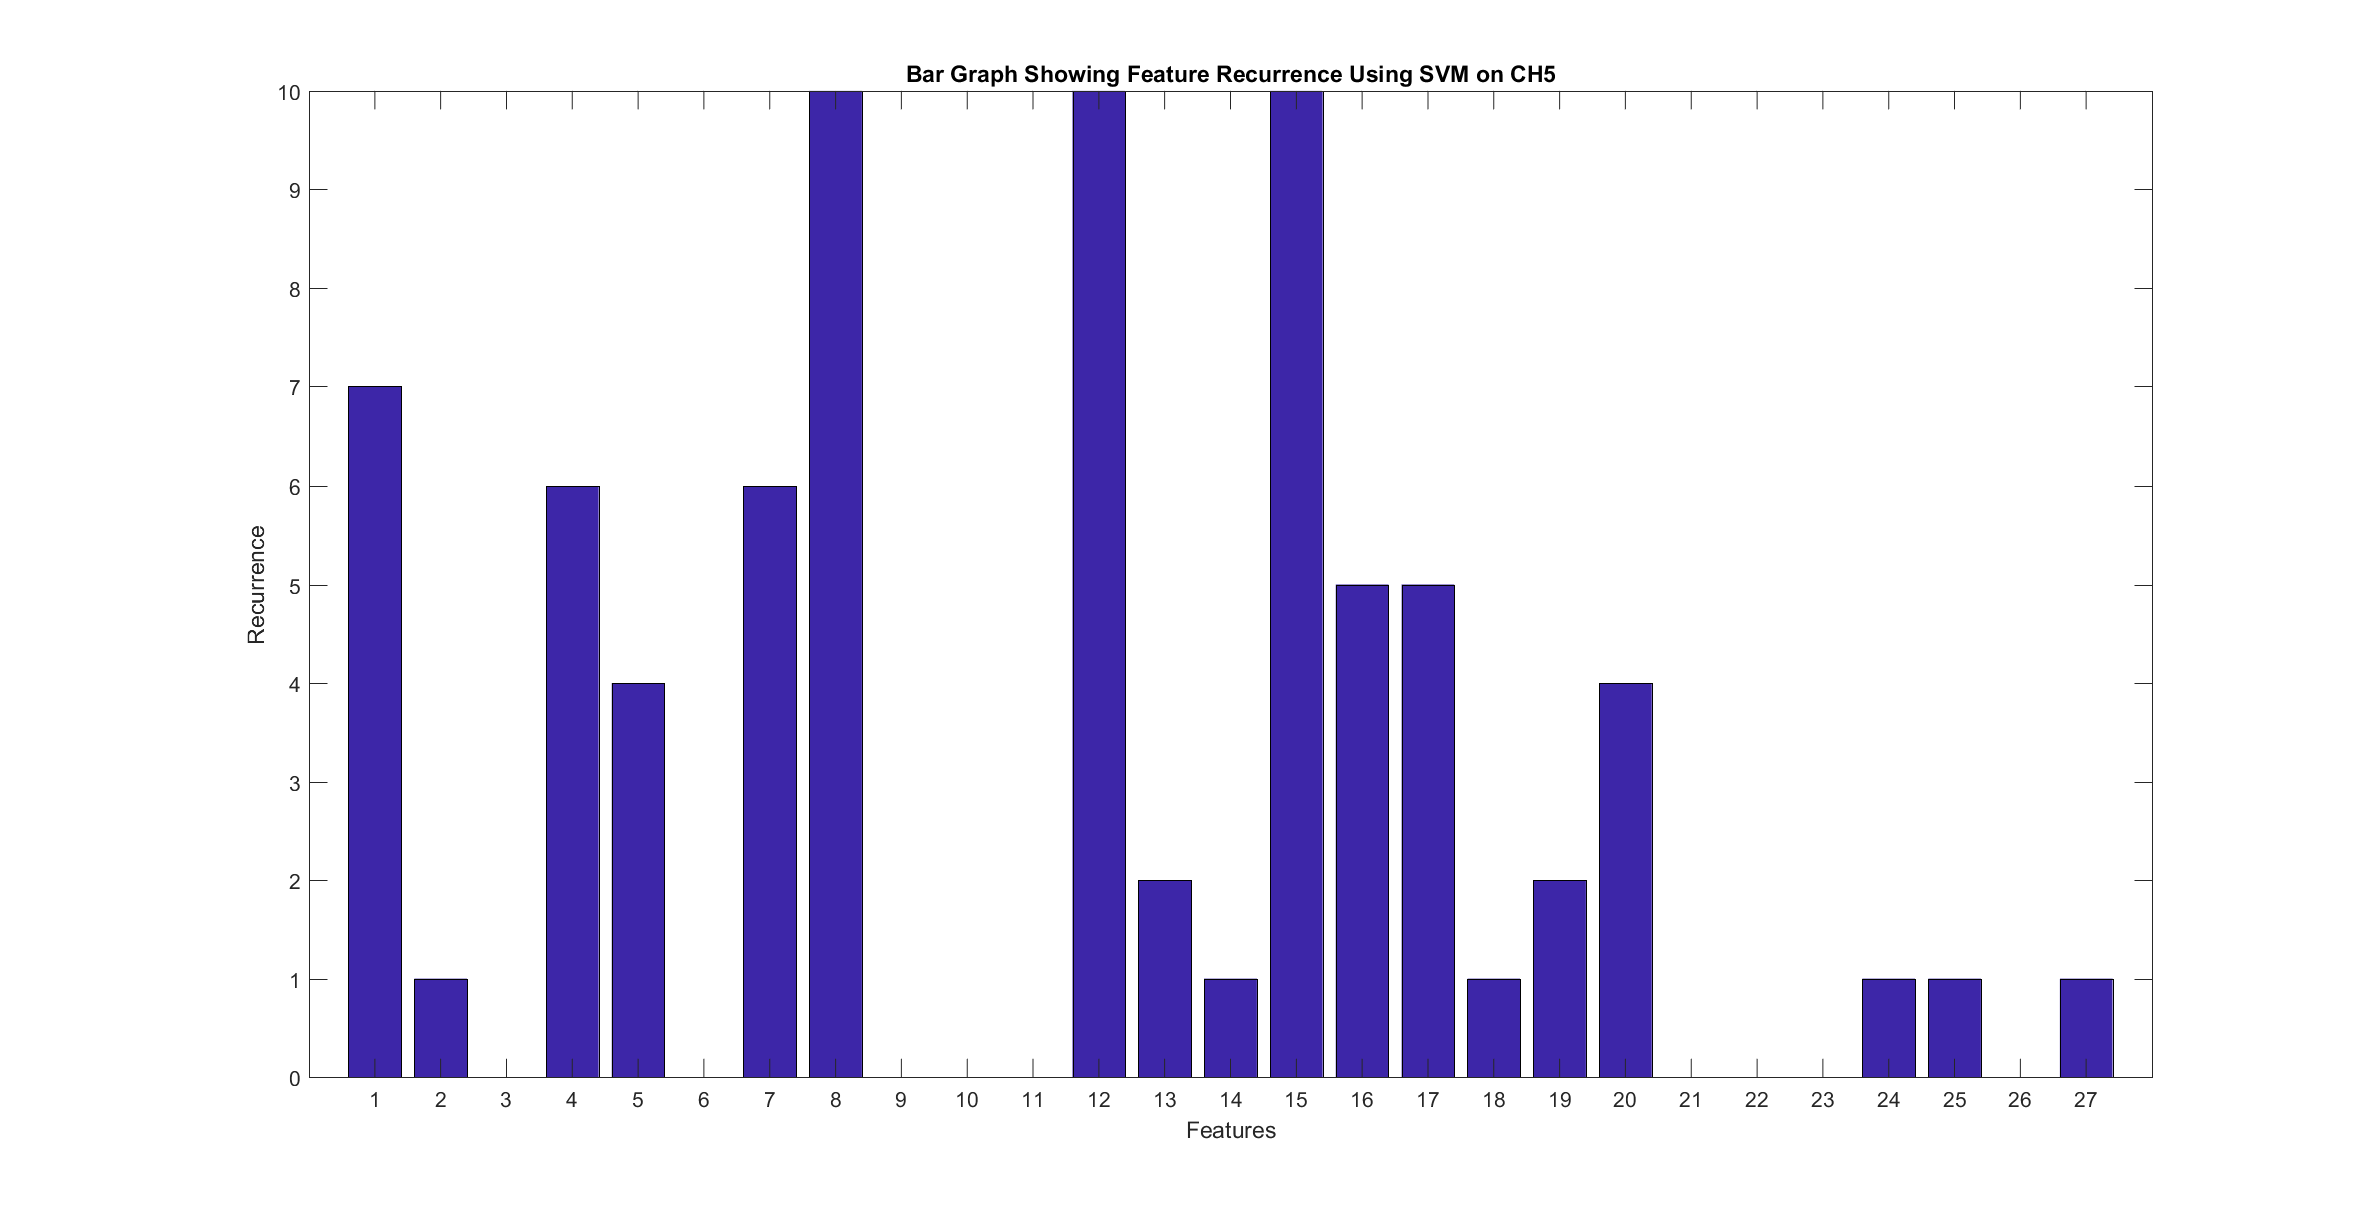 Bar Graph Showing Feature Recurrence Using SVM on CH5
10
9
8
7
6
5
4
3
2
1
0
Recurrence
1 2 3 4 5 6 7 8 9 10 11 12 13 14 15 16 17 18 19 20 21 22 23 24 25 26 27
Features